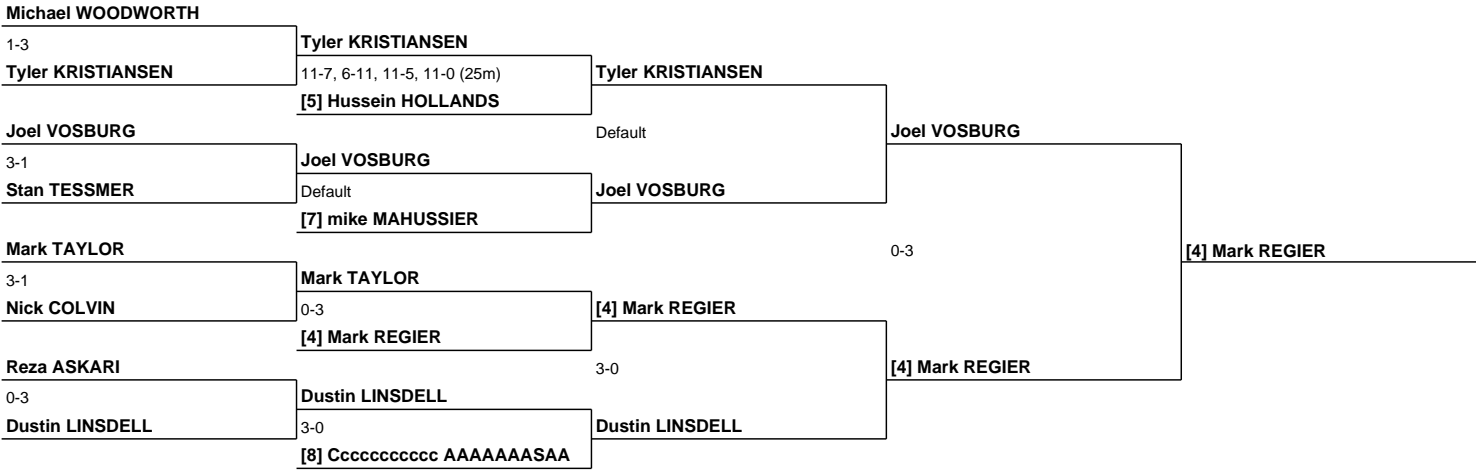 Michael WOODWORTH
1-3
Tyler KRISTIANSEN
Tyler KRISTIANSEN
11-7, 6-11, 11-5, 11-0 (25m)
Tyler KRISTIANSEN
[5] Hussein HOLLANDS
Joel VOSBURG
Default
Joel VOSBURG
3-1
Joel VOSBURG
Stan TESSMER
Default
Joel VOSBURG
[7] mike MAHUSSIER
Mark TAYLOR
0-3
[4] Mark REGIER
3-1
Mark TAYLOR
Nick COLVIN
0-3
[4] Mark REGIER
[4] Mark REGIER
Reza ASKARI
3-0
[4] Mark REGIER
0-3
Dustin LINSDELL
Dustin LINSDELL
3-0
Dustin LINSDELL
[8] Ccccccccccc AAAAAAASAA